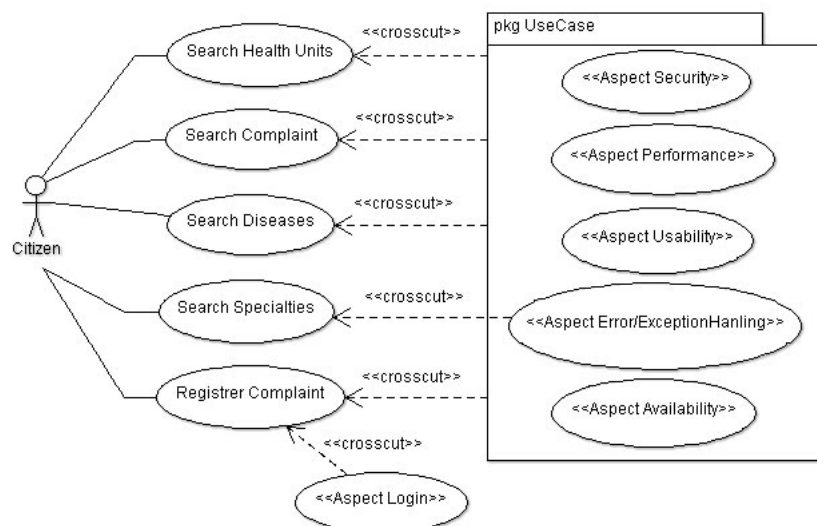 <<crosscut>>
pkg UseCase
Search Health Units
<<Aspect Security>>
<<crosscut>>
Search Complaint
<<Aspect Performance>>
<<crosscut>>
Search Diseases
<<Aspect Usability>>
Citizen
<<crosscut>>
Search Specialties
<<Aspect Error/ExceptionHanling>>
<<crosscut>>
Registrer Complaint
<<Aspect Availability>>
<<crosscut>>
<<Aspect Login>>